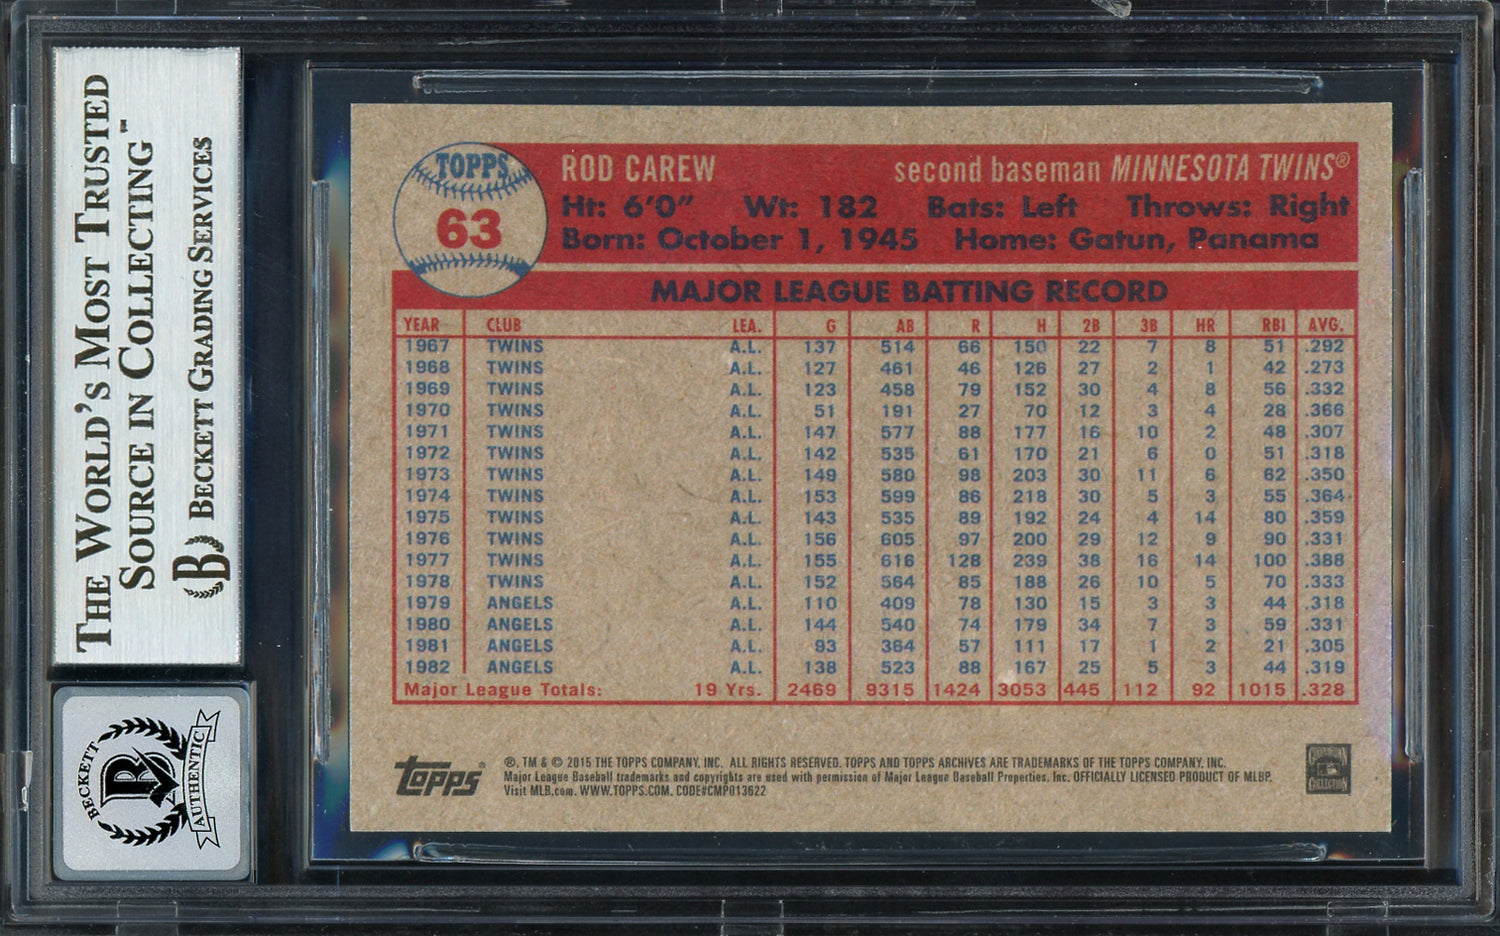 THE WORLD'S MOST TRUSTED
SOURCE IN COLLECTING™
BECKETT GRADING SERVICES
B
BECKETT
B
AUTHENTIC
TOPPS
63
ROD CAREW second baseman MINNESOTA TWINS®
Ht: 6'0" Wt: 182 Bats: Left Throws: Right
Born: October 1, 1945 Home: Gatun, Panama
MAJOR LEAGUE BATTING RECORD
YEAR CLUB LEA. G AB R H 2B 3B HR RBI AVG.
1967 TWINS A.L. 137 514 66 150 22 7 8 51 .292
1968 TWINS A.L. 127 461 46 126 27 2 1 42 .273
1969 TWINS A.L. 123 458 79 152 30 4 8 56 .332
1970 TWINS A.L. 51 191 27 70 12 3 4 28 .366
1971 TWINS A.L. 147 577 88 177 16 10 2 48 .307
1972 TWINS A.L. 142 535 61 170 21 6 0 51 .318
1973 TWINS A.L. 149 580 98 203 30 11 6 62 .350
1974 TWINS A.L. 153 599 86 218 30 5 3 55 .364
1975 TWINS A.L. 143 535 89 192 24 4 14 80 .359
1976 TWINS A.L. 156 605 97 200 29 12 9 90 .331
1977 TWINS A.L. 155 616 128 239 38 16 14 100 .388
1978 TWINS A.L. 152 564 85 188 26 10 5 70 .333
1979 ANGELS A.L. 110 409 78 130 15 3 3 44 .318
1980 ANGELS A.L. 144 540 74 179 34 7 3 59 .331
1981 ANGELS A.L. 93 364 57 111 17 1 2 21 .305
1982 ANGELS A.L. 138 523 88 167 25 5 3 44 .319
Major League Totals: 19 Yrs. 2469 9315 1424 3053 445 112 92 1015 .328
topps®
®, TM & © 2015 THE TOPPS COMPANY, INC. ALL RIGHTS RESERVED. TOPPS AND TOPPS ARCHIVES ARE TRADEMARKS OF THE TOPPS COMPANY, INC.
Major League Baseball trademarks and copyrights are used with permission of Major League Baseball Properties, Inc. OFFICIALLY LICENSED PRODUCT OF MLBP.
Visit MLB.com. WWW.TOPPS.COM. CODE#CMP013622
COOPERSTOWN
COLLECTION